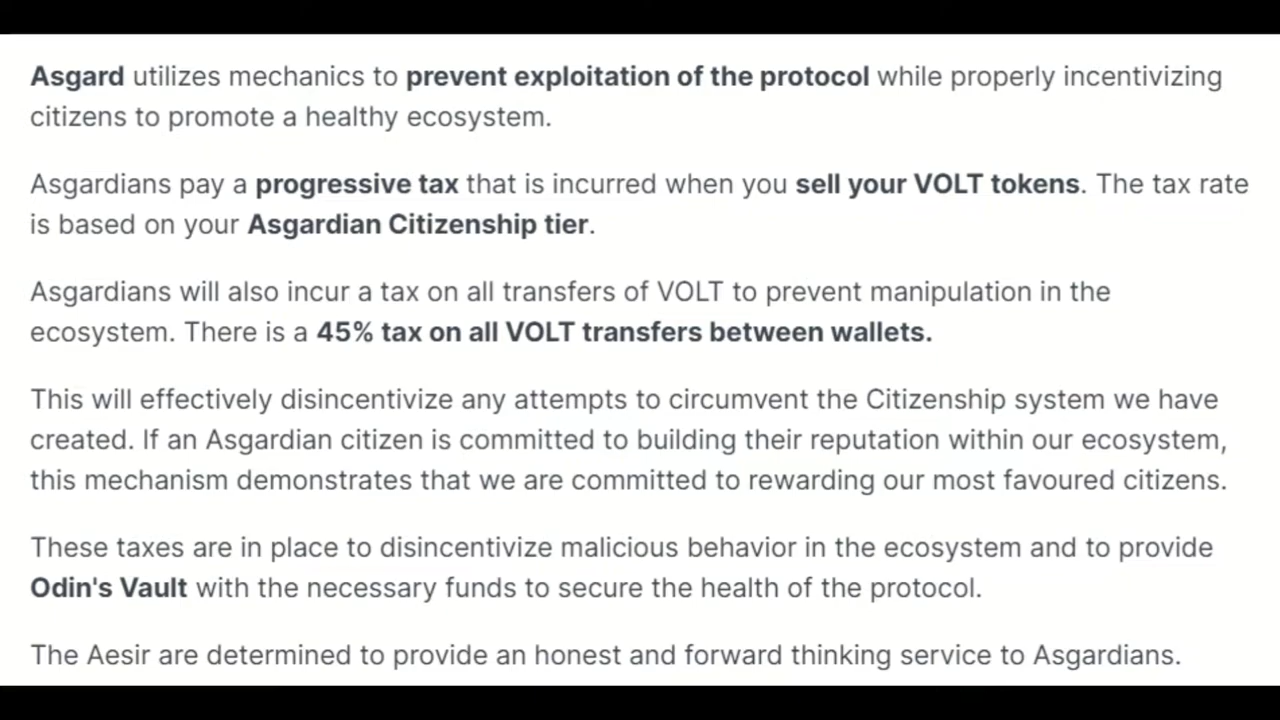 Asgard utilizes mechanics to prevent exploitation of the protocol while properly incentivizing
citizens to promote a healthy ecosystem.
Asgardians pay a progressive tax that is incurred when you sell your VOLT tokens. The tax rate
is based on your Asgardian Citizenship tier.
Asgardians will also incur a tax on all transfers of VOLT to prevent manipulation in the
ecosystem. There is a 45% tax on all VOLT transfers between wallets.
This will effectively disincentivize any attempts to circumvent the Citizenship system we have
created. If an Asgardian citizen is committed to building their reputation within our ecosystem,
this mechanism demonstrates that we are committed to rewarding our most favoured citizens.
These taxes are in place to disincentivize malicious behavior in the ecosystem and to provide
Odin's Vault with the necessary funds to secure the health of the protocol.
The Aesir are determined to provide an honest and forward thinking service to Asgardians.